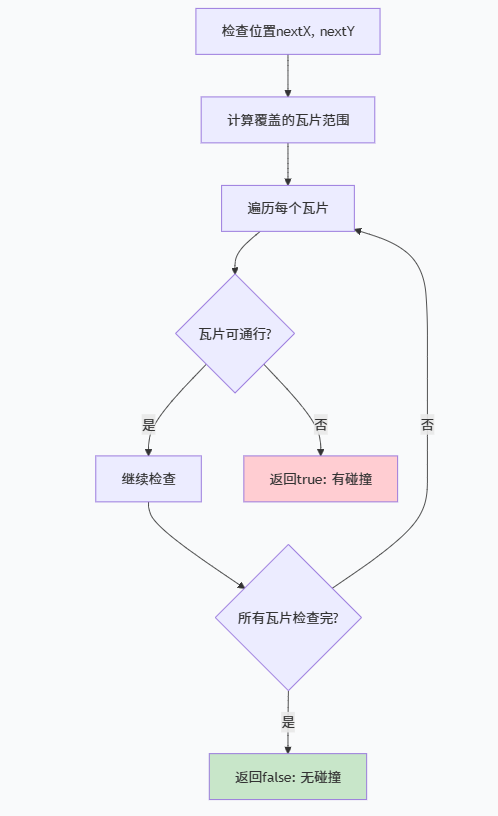 检查位置nextX, nextY
计算覆盖的瓦片范围
遍历每个瓦片
瓦片可通行?
是
否
否
继续检查
返回true: 有碰撞
所有瓦片检查完?
是
返回false: 无碰撞